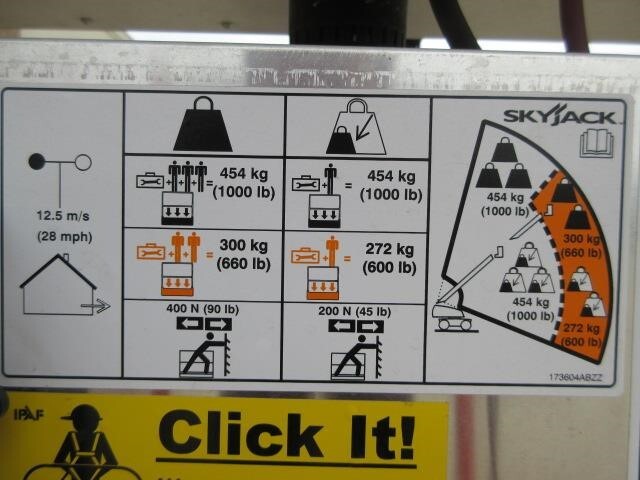 SKYJACK
= 454 kg
(1000 lb)
= 454 kg
(1000 lb)
454 kg
(1000 lb)
12.5 m/s
(28 mph)
= 300 kg
(660 lb)
= 272 kg
(600 lb)
300 kg
(660 lb)
454 kg
(1000 lb)
272 kg
(600 lb)
400 N (90 lb)
200 N (45 lb)
173604ABZZ
IPAF
Click It!